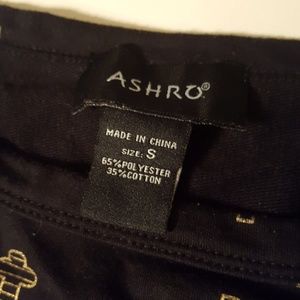 ASHRO®
MADE IN CHINA
SIZE: S
65%POLYESTER
35%COTTON